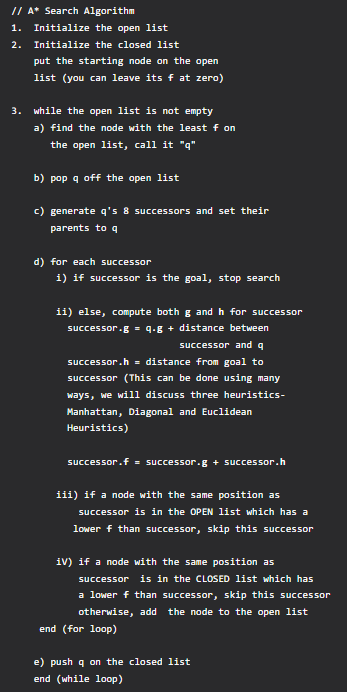 // A* Search Algorithm
1.  Initialize the open list
2.  Initialize the closed list
put the starting node on the open
list (you can leave its f at zero)
3.  while the open list is not empty
a) find the node with the least f on
the open list, call it "q"
b) pop q off the open list
c) generate q's 8 successors and set their
parents to q
d) for each successor
i) if successor is the goal, stop search
ii) else, compute both g and h for successor
successor.g = q.g + distance between
successor and q
successor.h = distance from goal to
successor (This can be done using many
ways, we will discuss three heuristics-
Manhattan, Diagonal and Euclidean
Heuristics)
successor.f = successor.g + successor.h
iii) if a node with the same position as
successor is in the OPEN list which has a
lower f than successor, skip this successor
iV) if a node with the same position as
successor  is in the CLOSED list which has
a lower f than successor, skip this successor
otherwise, add  the node to the open list
end (for loop)
e) push q on the closed list
end (while loop)